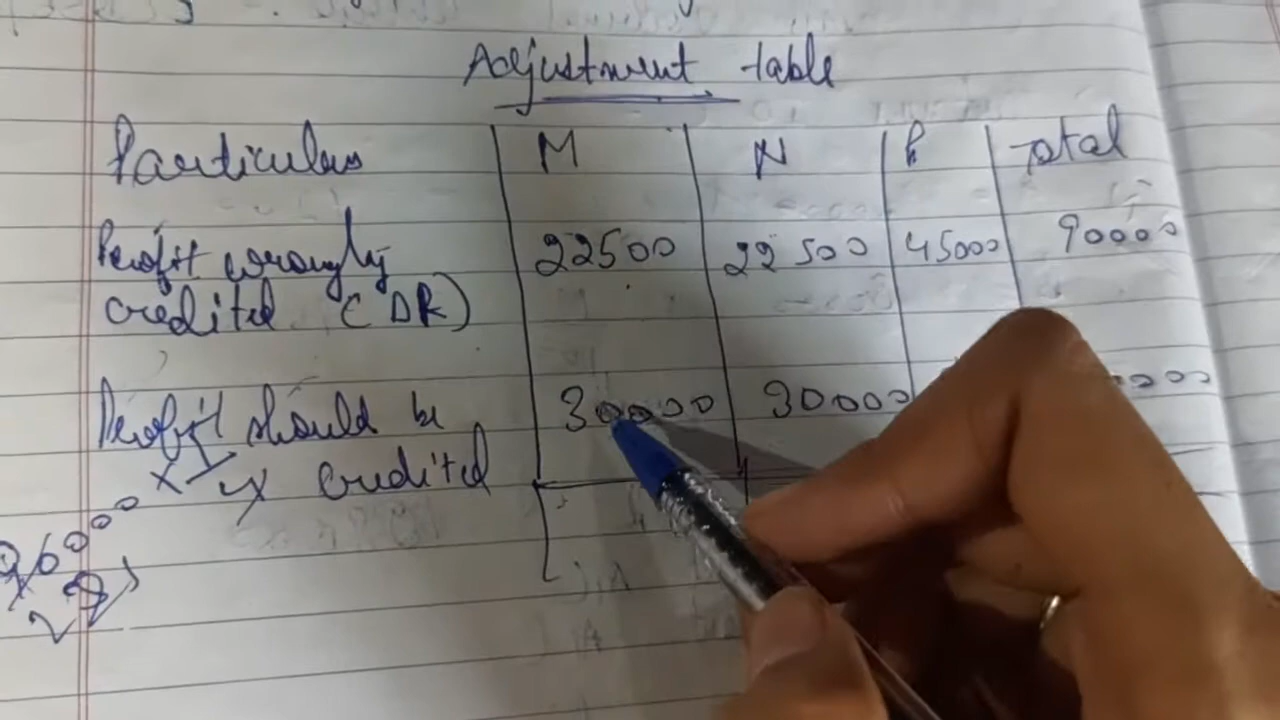 Adjustment table
Particulars M N P Total
Profit wrongly 22500 22500 45000 90000
credited (DR)
Profit should be 30000 30000
credited